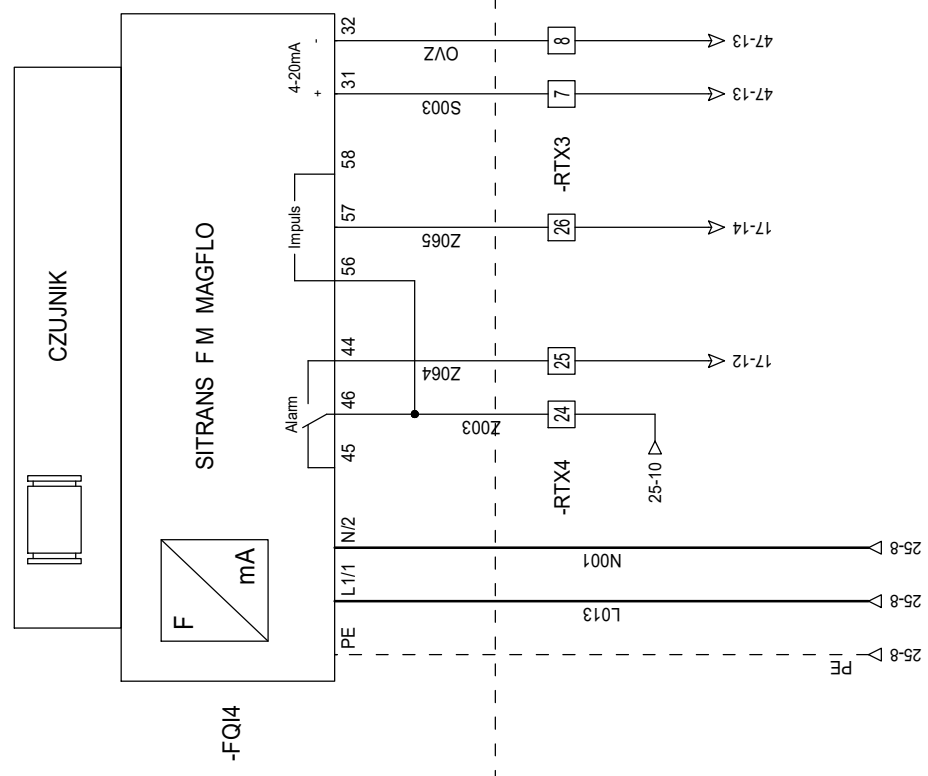 CZUJNIK
SITRANS F M MAGFLO
F
mA
-FQI4
Alarm
Impuls
4-20mA
+
-
PE
L1/1
N/2
45
46
44
56
57
58
31
32
PE
L013
N001
Z003
Z064
Z065
S003
OVZ
-RTX4
24
25
26
-RTX3
7
8
25-8
25-8
25-8
25-10
17-12
17-14
47-13
47-13